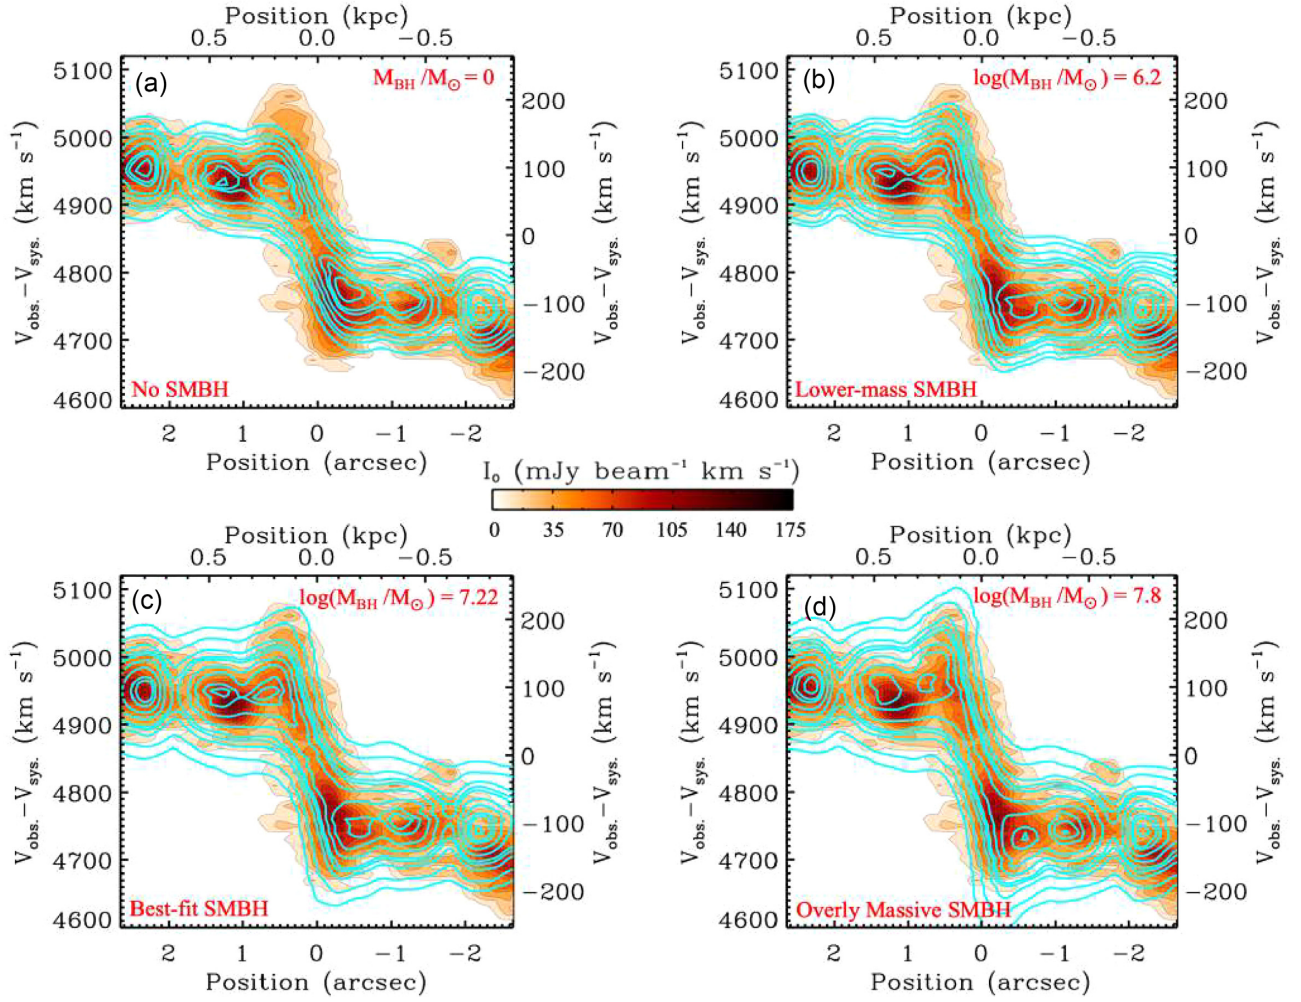 Position (kpc)
0.5 0.0 −0.5
(a)
M_BH /M_⊙ = 0
5100
5000
4900
4800
4700
4600
200
100
0
−100
−200
V_obs. − V_sys. (km s⁻¹)
V_obs. − V_sys. (km s⁻¹)
No SMBH
2 1 0 −1 −2
Position (arcsec)
Position (kpc)
0.5 0.0 −0.5
(b)
log(M_BH /M_⊙) = 6.2
5100
5000
4900
4800
4700
4600
200
100
0
−100
−200
V_obs. − V_sys. (km s⁻¹)
V_obs. − V_sys. (km s⁻¹)
Lower-mass SMBH
2 1 0 −1 −2
Position (arcsec)
I₀ (mJy beam⁻¹ km s⁻¹)
0 35 70 105 140 175
Position (kpc)
0.5 0.0 −0.5
(c)
log(M_BH /M_⊙) = 7.22
5100
5000
4900
4800
4700
4600
200
100
0
−100
−200
V_obs. − V_sys. (km s⁻¹)
V_obs. − V_sys. (km s⁻¹)
Best-fit SMBH
2 1 0 −1 −2
Position (arcsec)
Position (kpc)
0.5 0.0 −0.5
(d)
log(M_BH /M_⊙) = 7.8
5100
5000
4900
4800
4700
4600
200
100
0
−100
−200
V_obs. − V_sys. (km s⁻¹)
V_obs. − V_sys. (km s⁻¹)
Overly Massive SMBH
2 1 0 −1 −2
Position (arcsec)